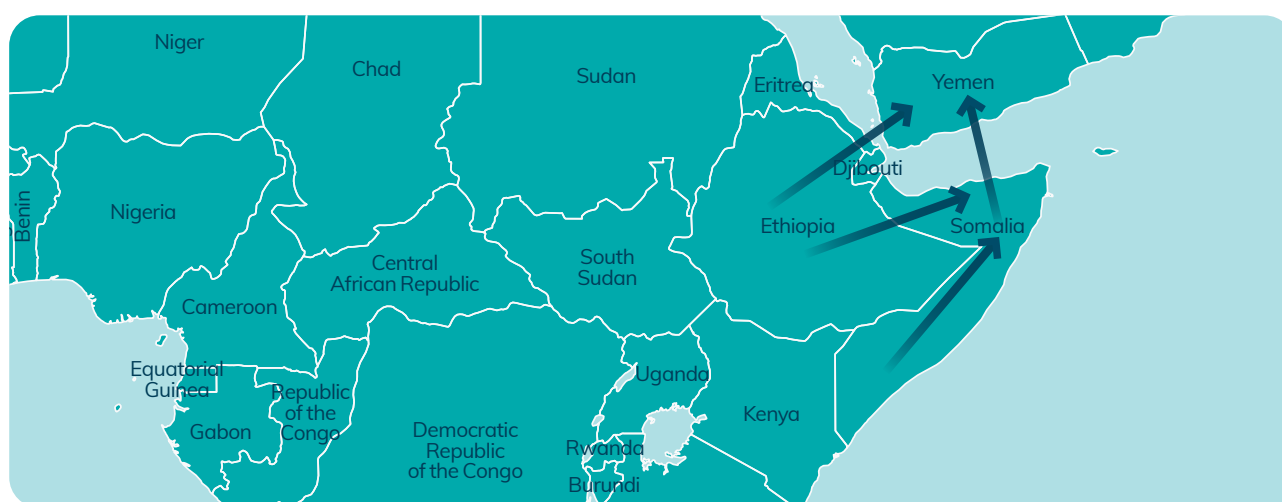 Niger
Chad
Sudan
Eritrea
Yemen
Djibouti
Benin
Nigeria
Ethiopia
Somalia
Central
African Republic
South
Sudan
Cameroon
Equatorial
Guinea
Republic
of the
Congo
Gabon
Uganda
Kenya
Democratic
Republic
of the Congo
Rwanda
Burundi